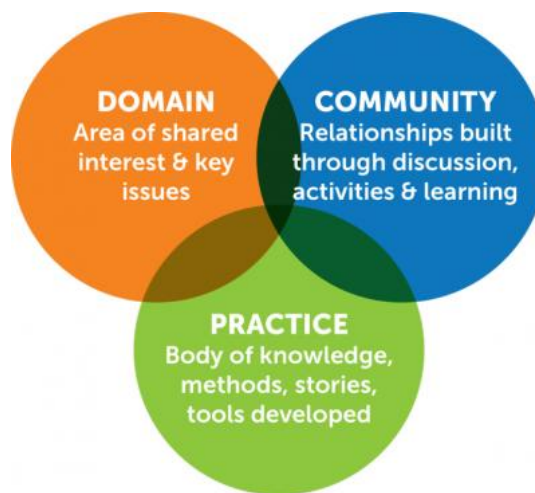 DOMAIN
Area of shared
interest & key
issues
COMMUNITY
Relationships built
through discussion,
activities & learning
PRACTICE
Body of knowledge,
methods, stories,
tools developed